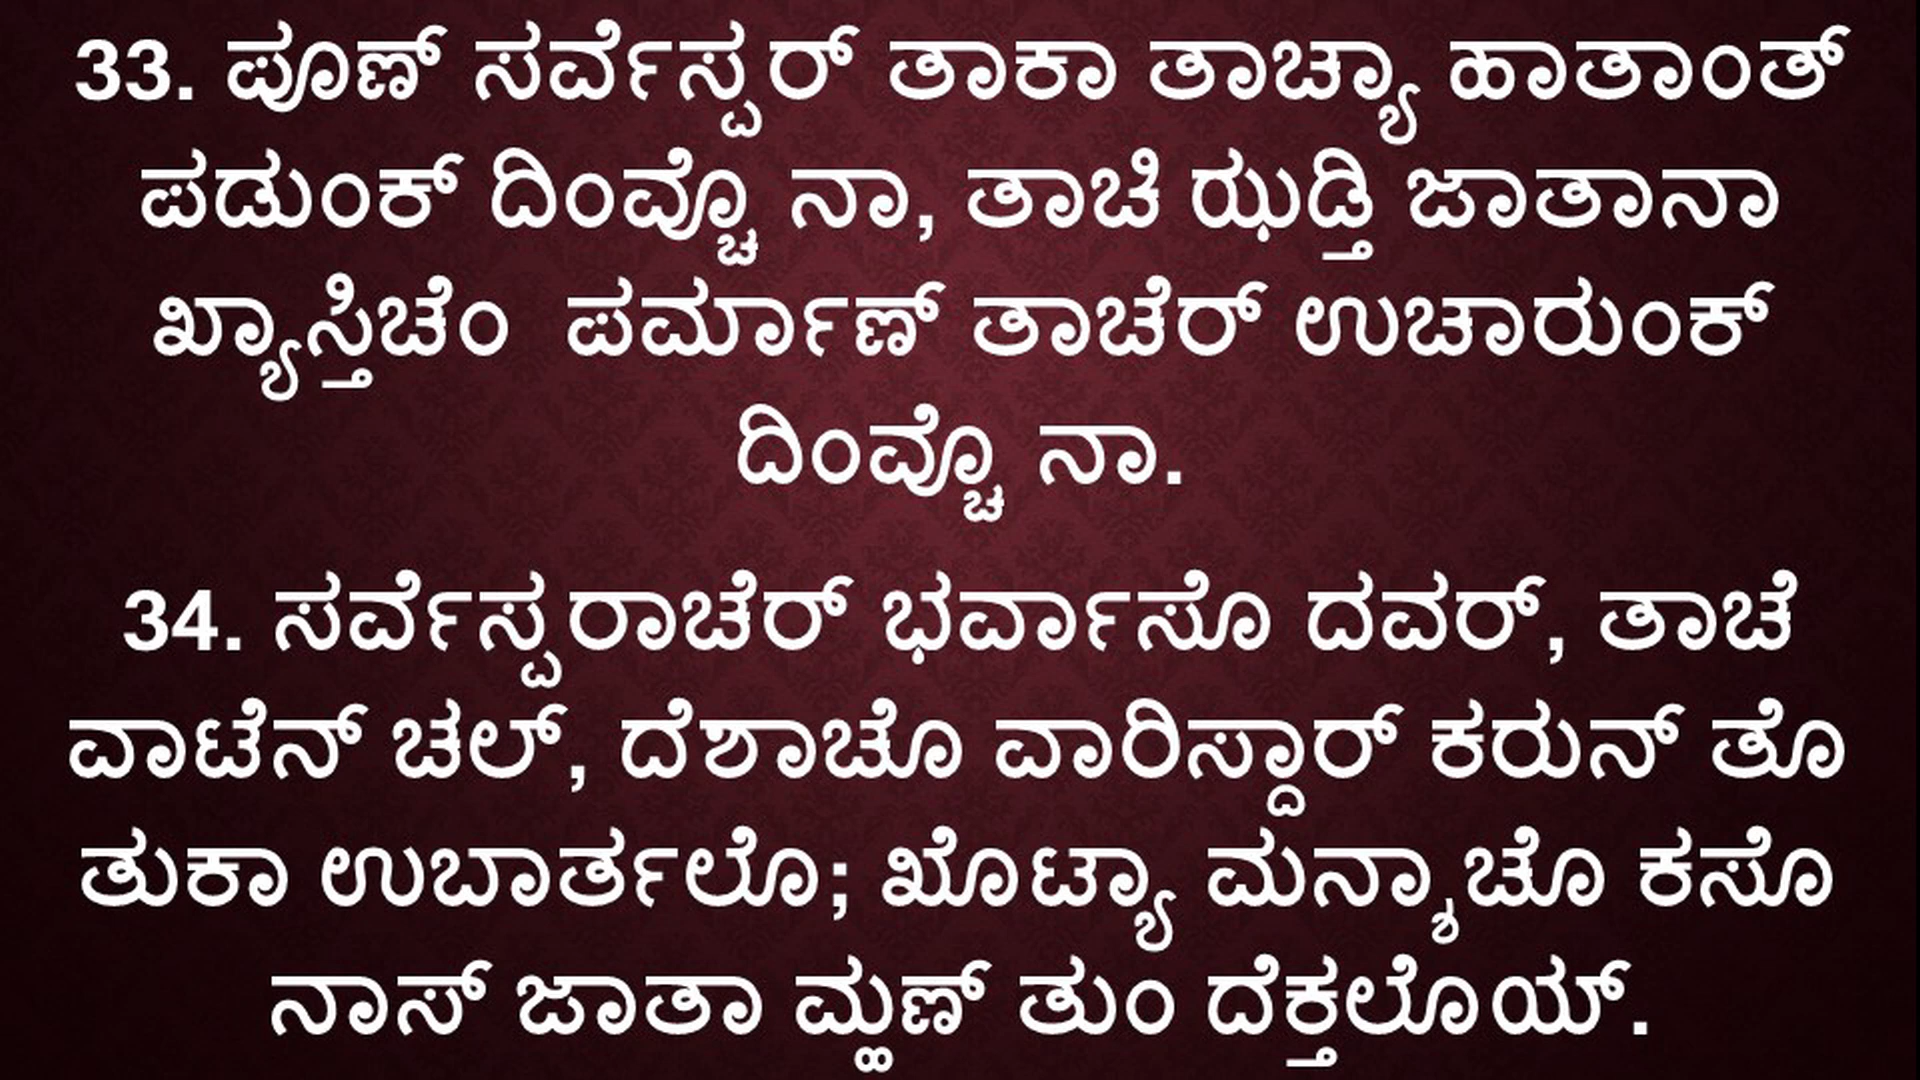 33. ಪೂಣ್ ಸರ್ವೆಸ್ಪರ್ ತಾಕಾ ತಾಚ್ಯಾ ಹಾತಾಂತ್
ಪಡುಂಕ್ ದಿಂವ್ಚೊ ನಾ, ತಾಚಿ ಝಡ್ತಿ ಜಾತಾನಾ
ಖ್ಯಾಸ್ತಿಚೆಂ  ಪರ್ಮಾಣ್ ತಾಚೆರ್ ಉಚಾರುಂಕ್
ದಿಂವ್ಚೊ ನಾ.
34. ಸರ್ವೆಸ್ಪರಾಚೆರ್ ಭರ್ವಾಸೊ ದವರ್, ತಾಚೆ
ವಾಟೆನ್ ಚಲ್, ದೆಶಾಚೊ ವಾರಿಸ್ದಾರ್ ಕರುನ್ ತೊ
ತುಕಾ ಉಬಾರ್ತಲೊ; ಖೊಟ್ಯಾ ಮನ್ಶಾಚೊ ಕಸೊ
ನಾಸ್ ಜಾತಾ ಮ್ಹಣ್ ತುಂ ದೆಕ್ತಲೊಯ್.